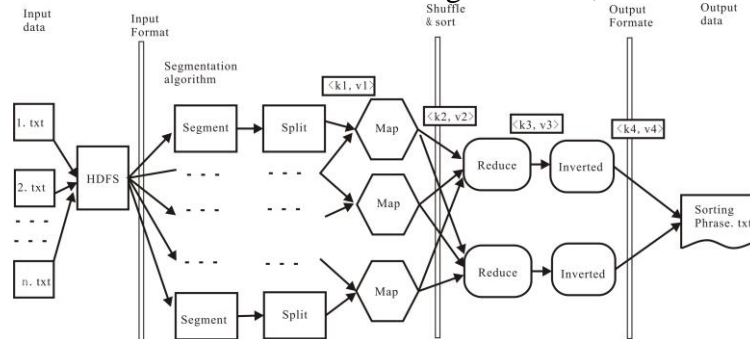 Input
data
Input
Format
Segmentation
algorithm
Shuffle
& sort
Output
Formate
Output
data
<k1, v1>
<k2, v2>
<k3, v3>
<k4, v4>
1. txt
2. txt
- - -
- - -
n. txt
HDFS
Segment
Split
Map
- - -
- - -
- - -
- - -
Map
- - -
- - -
Segment
Split
Map
Reduce
Inverted
Reduce
Inverted
Sorting
Phrase. txt